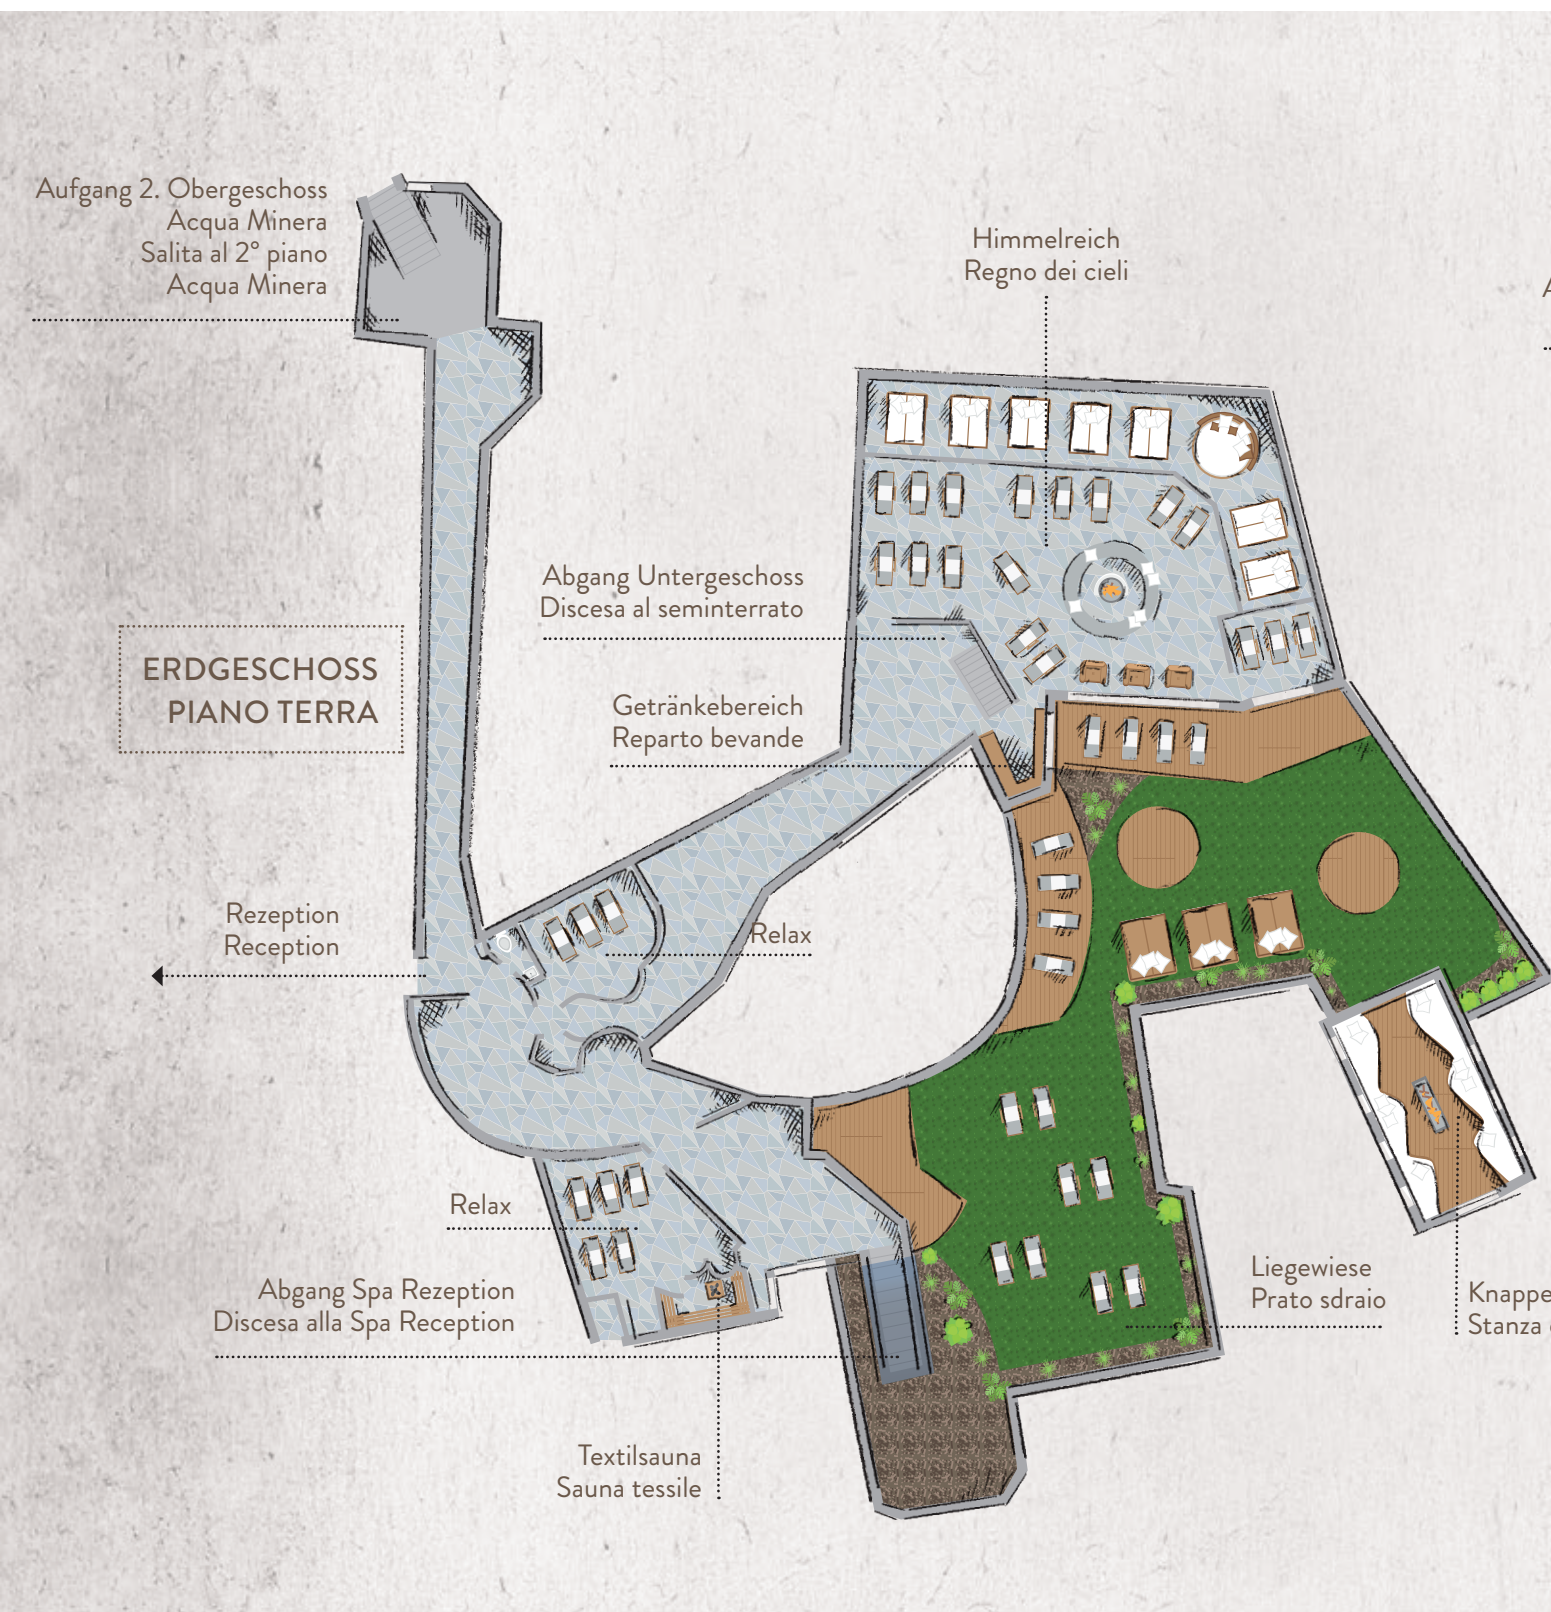 Aufgang 2. Obergeschoss
Acqua Minera
Salita al 2° piano
Acqua Minera
Himmelreich
Regno dei cieli
Abgang Untergeschoss
Discesa al seminterrato
ERDGESCHOSS
PIANO TERRA
Getränkebereich
Reparto bevande
Rezeption
Reception
Relax
Relax
Abgang Spa Rezeption
Discesa alla Spa Reception
Liegewiese
Prato sdraio
Knappe
Stanza
Textilsauna
Sauna tessile